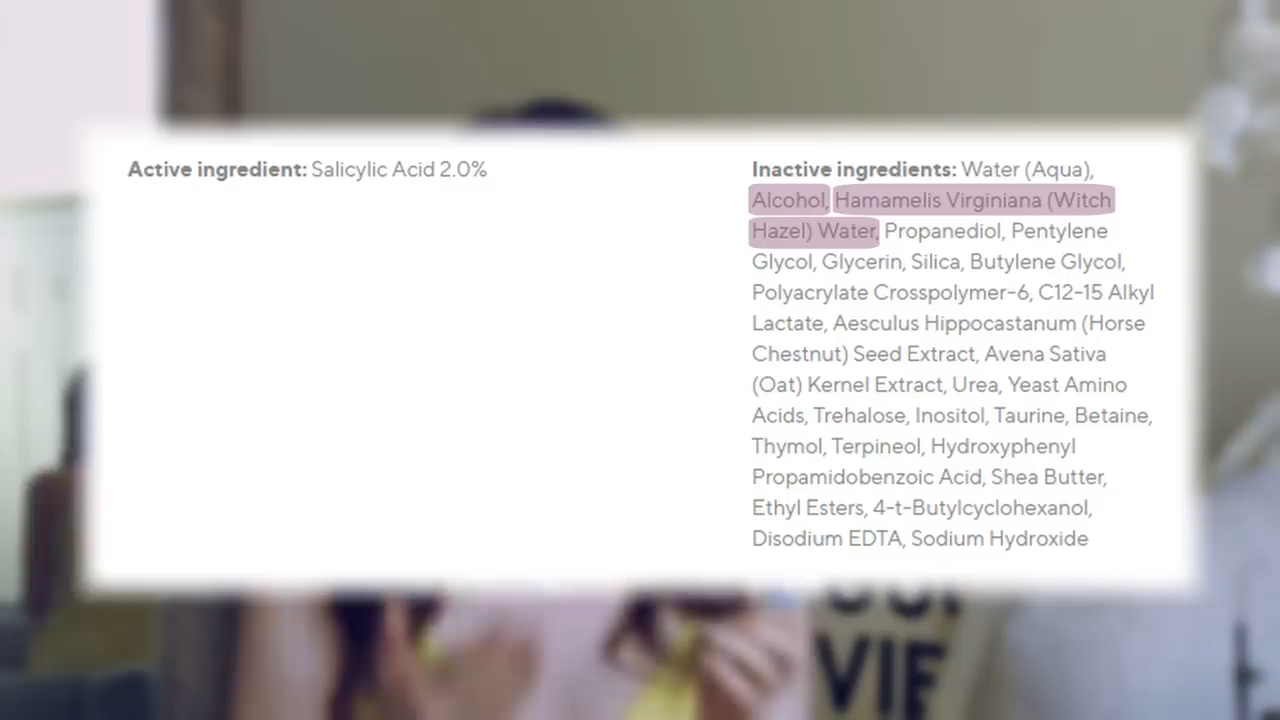 Active ingredient: Salicylic Acid 2.0%
Inactive ingredients: Water (Aqua),
Alcohol, Hamamelis Virginiana (Witch
Hazel) Water, Propanediol, Pentylene
Glycol, Glycerin, Silica, Butylene Glycol,
Polyacrylate Crosspolymer-6, C12-15 Alkyl
Lactate, Aesculus Hippocastanum (Horse
Chestnut) Seed Extract, Avena Sativa
(Oat) Kernel Extract, Urea, Yeast Amino
Acids, Trehalose, Inositol, Taurine, Betaine,
Thymol, Terpineol, Hydroxyphenyl
Propamidobenzoic Acid, Shea Butter,
Ethyl Esters, 4-t-Butylcyclohexanol,
Disodium EDTA, Sodium Hydroxide